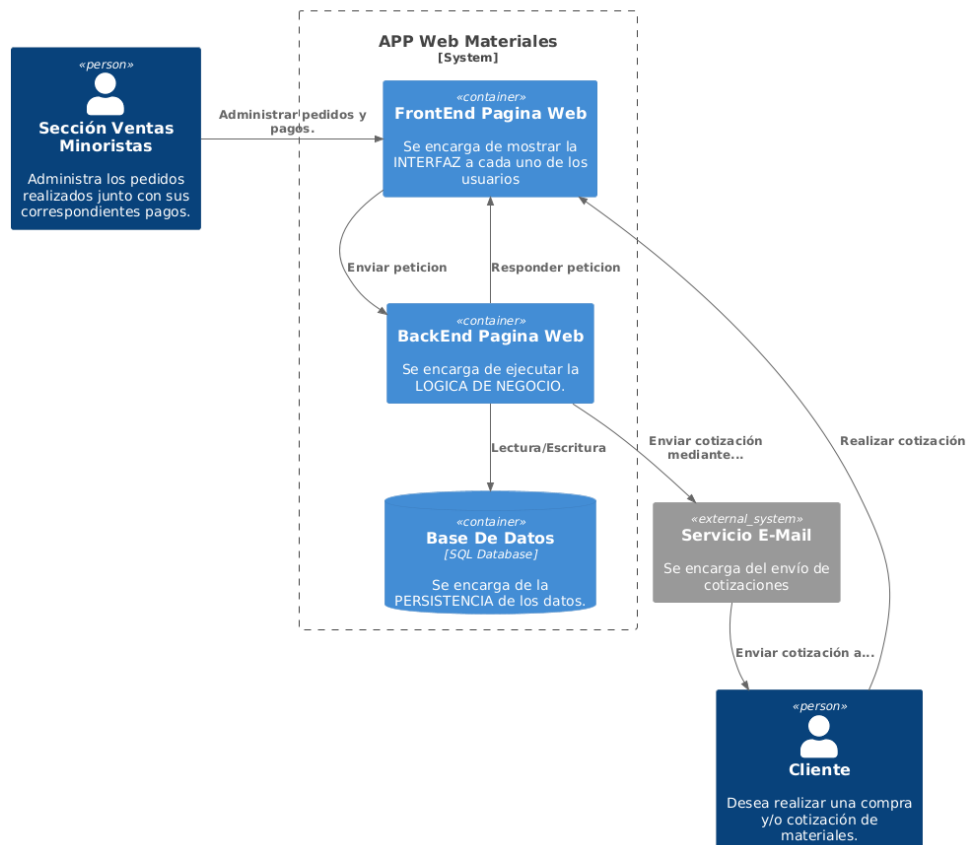 APP Web Materiales
[System]
«person»
Sección Ventas
Minoristas
Administra los pedidos
realizados junto con sus
correspondientes pagos.
Administrar pedidos y
pagos.
«container»
FrontEnd Pagina Web
Se encarga de mostrar la
INTERFAZ a cada uno de los
usuarios
Enviar peticion
Responder peticion
«container»
BackEnd Pagina Web
Se encarga de ejecutar la
LOGICA DE NEGOCIO.
Lectura/Escritura
Enviar cotización
mediante...
Realizar cotización
«container»
Base De Datos
[SQL Database]
Se encarga de la
PERSISTENCIA de los datos.
«external_system»
Servicio E-Mail
Se encarga del envío de
cotizaciones
Enviar cotización a...
«person»
Cliente
Desea realizar una compra
y/o cotización de
materiales.